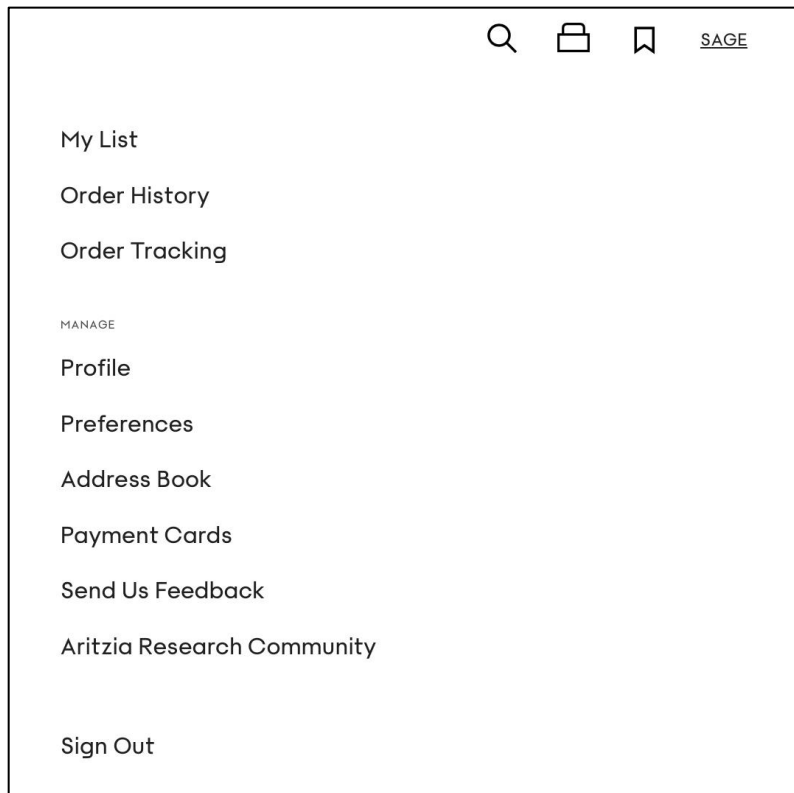 SAGE
My List
Order History
Order Tracking
MANAGE
Profile
Preferences
Address Book
Payment Cards
Send Us Feedback
Aritzia Research Community
Sign Out